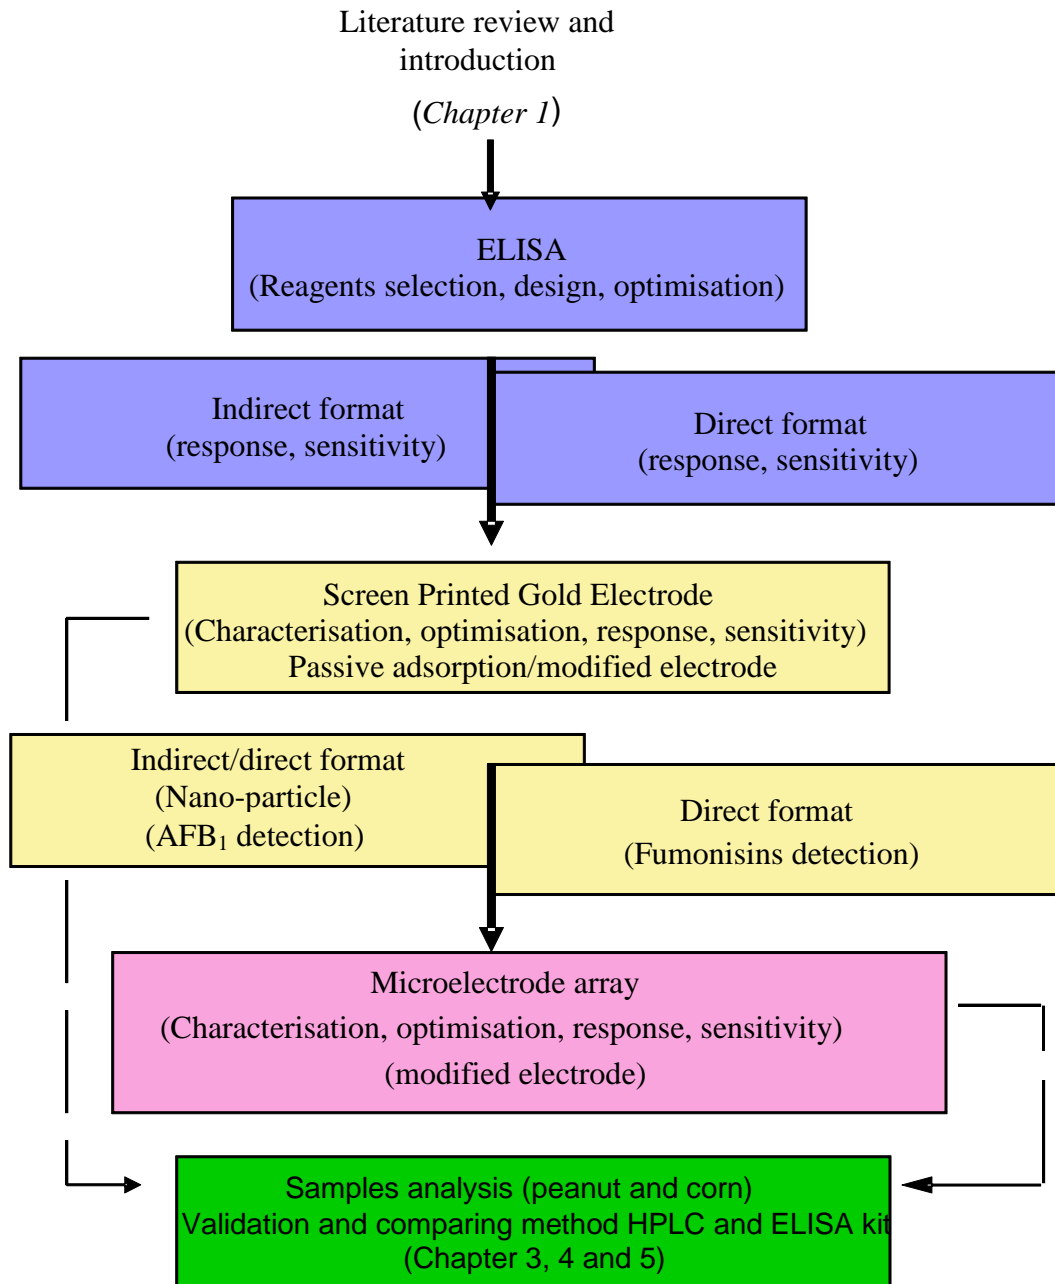 Literature review and
introduction
(Chapter 1)
ELISA
(Reagents selection, design, optimisation)
Indirect format
(response, sensitivity)
Direct format
(response, sensitivity)
Screen Printed Gold Electrode
(Characterisation, optimisation, response, sensitivity)
Passive adsorption/modified electrode
Indirect/direct format
(Nano-particle)
(AFB₁ detection)
Direct format
(Fumonisins detection)
Microelectrode array
(Characterisation, optimisation, response, sensitivity)
(modified electrode)
Samples analysis (peanut and corn)
Validation and comparing method HPLC and ELISA kit
(Chapter 3, 4 and 5)